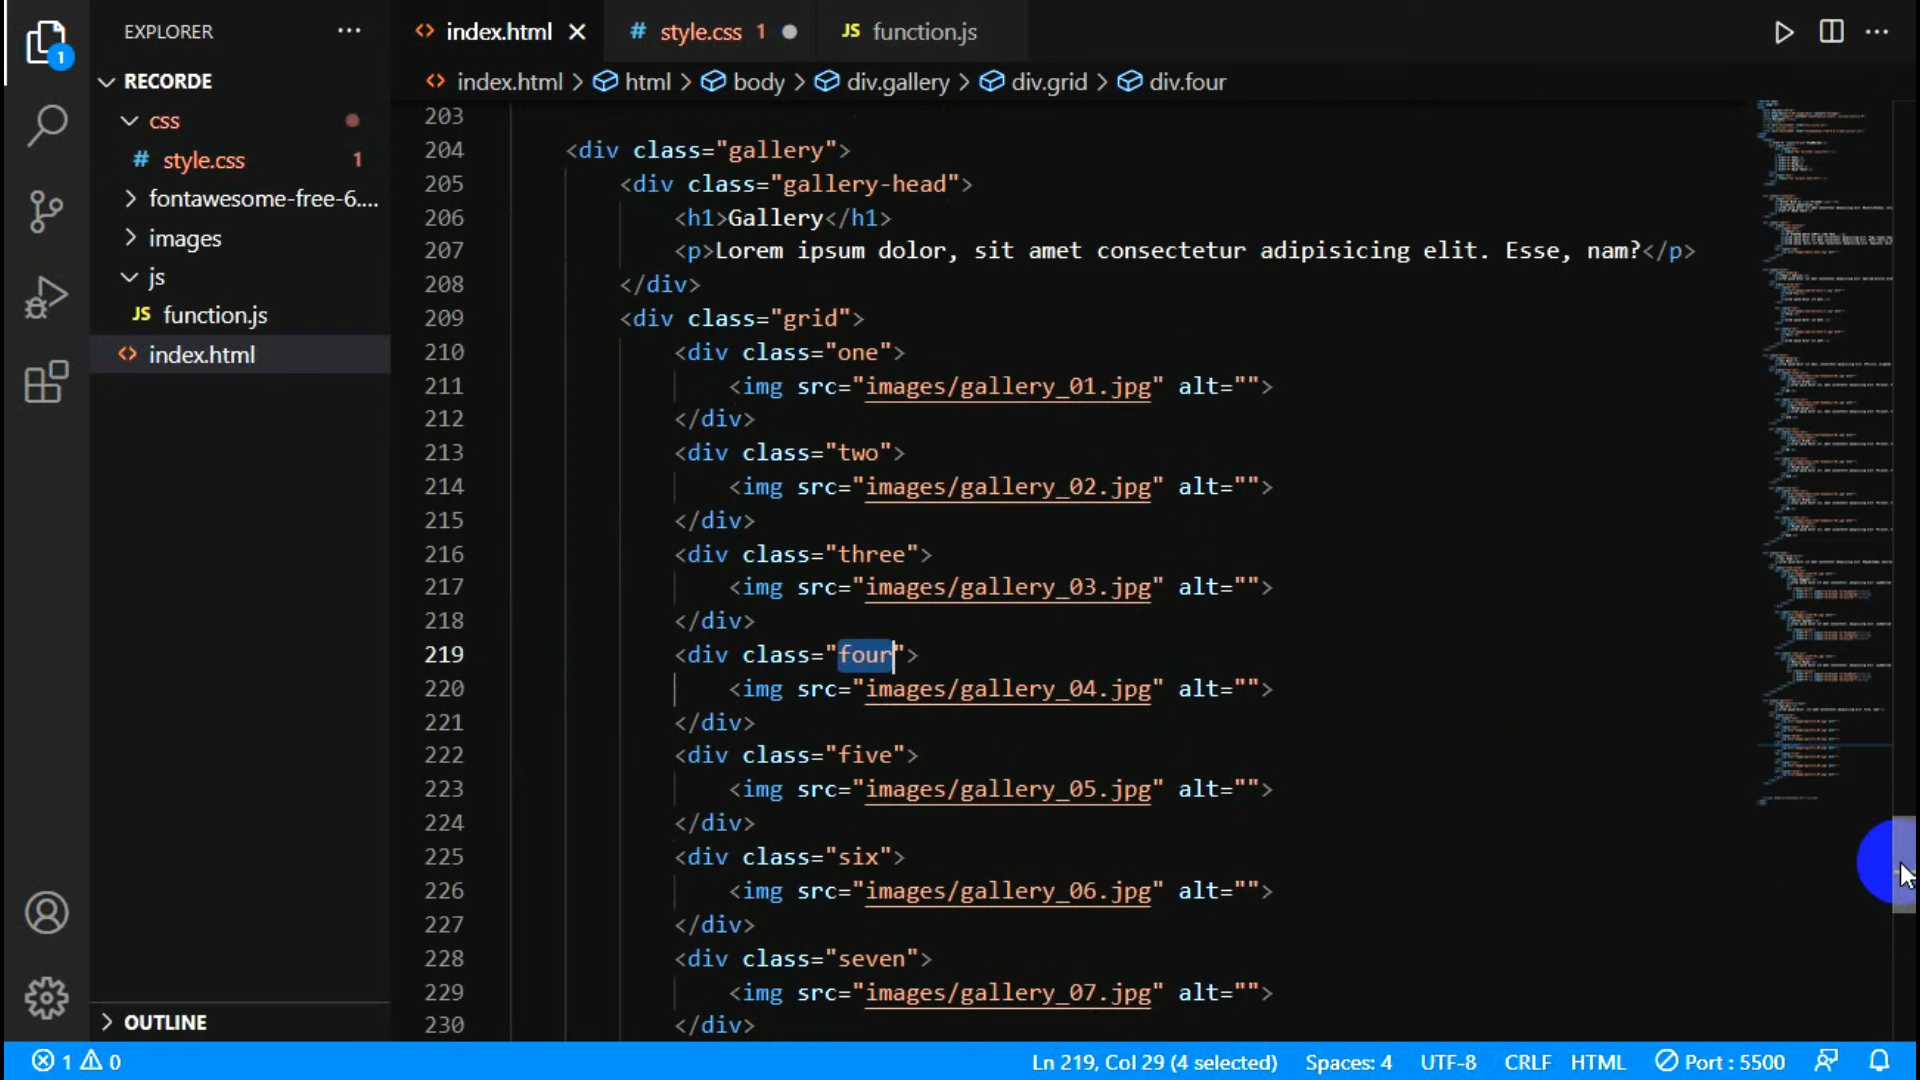 EXPLORER
index.html
# style.css 1
JS function.js
RECORDE
index.html > html > body > div.gallery > div.grid > div.four
css
# style.css 1
fontawesome-free-6....
images
js
JS function.js
index.html
203
204 <div class="gallery">
205 <div class="gallery-head">
206 <h1>Gallery</h1>
207 <p>Lorem ipsum dolor, sit amet consectetur adipisicing elit. Esse, nam?</p>
208 </div>
209 <div class="grid">
210 <div class="one">
211 <img src="images/gallery_01.jpg" alt="">
212 </div>
213 <div class="two">
214 <img src="images/gallery_02.jpg" alt="">
215 </div>
216 <div class="three">
217 <img src="images/gallery_03.jpg" alt="">
218 </div>
219 <div class="four">
220 <img src="images/gallery_04.jpg" alt="">
221 </div>
222 <div class="five">
223 <img src="images/gallery_05.jpg" alt="">
224 </div>
225 <div class="six">
226 <img src="images/gallery_06.jpg" alt="">
227 </div>
228 <div class="seven">
229 <img src="images/gallery_07.jpg" alt="">
230 </div>
1
OUTLINE
1 0 Ln 219, Col 29 (4 selected) Spaces: 4 UTF-8 CRLF HTML Port : 5500